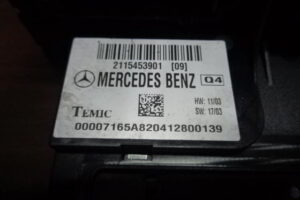 2115453901 [09]
MERCEDES BENZ Q4
HW: 11/03
SW: 17/03
TEMIC
00007165A820412800139